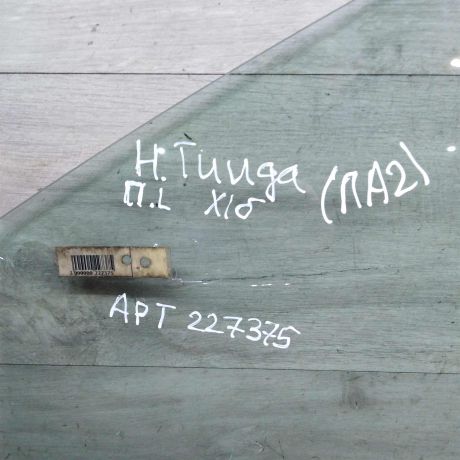 Н. Тиида
П.L Х/б (ЛА2)
АРТ 227375